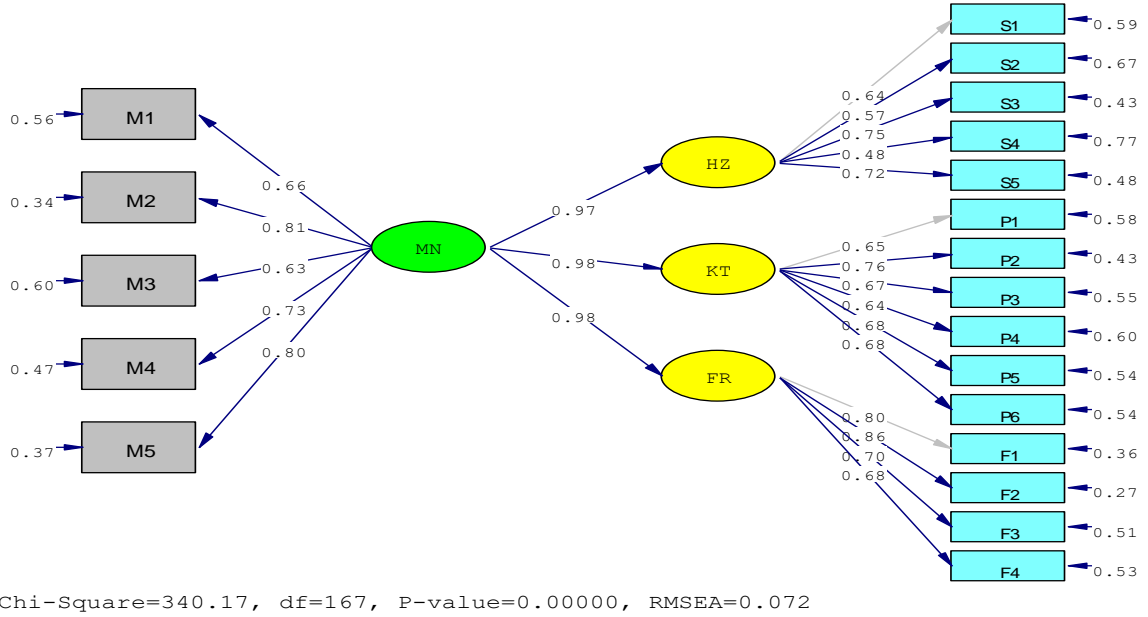 S1
0.59
S2
0.67
S3
0.43
S4
0.77
S5
0.48
P1
0.58
P2
0.43
P3
0.55
P4
0.60
P5
0.54
P6
0.54
F1
0.36
F2
0.27
F3
0.51
F4
0.53
0.64
0.57
0.75
0.48
0.72
0.65
0.76
0.67
0.64
0.68
0.68
0.80
0.86
0.70
0.68
HZ
KT
FR
0.97
0.98
0.98
MN
0.66
0.81
0.63
0.73
0.80
0.56
M1
0.34
M2
0.60
M3
0.47
M4
0.37
M5
Chi-Square=340.17, df=167, P-value=0.00000, RMSEA=0.072